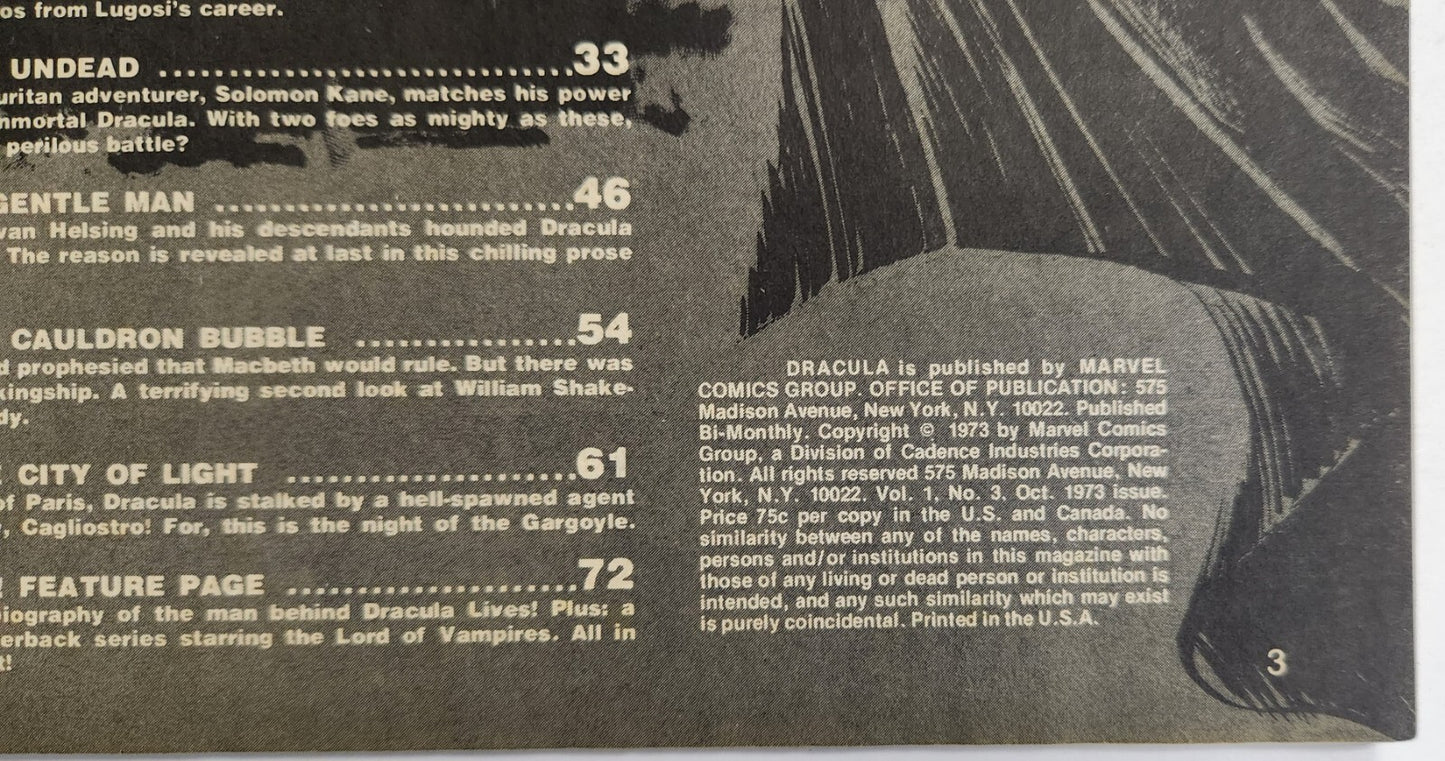 os from Lugosi's career.
UNDEAD ..............................33
uritan adventurer, Solomon Kane, matches his power
mmortal Dracula. With two foes as mighty as these,
perilous battle?
GENTLE MAN ..........................46
van Helsing and his descendants hounded Dracula
The reason is revealed at last in this chilling prose
CAULDRON BUBBLE ................54
d prophesied that Macbeth would rule. But there was
kingship. A terrifying second look at William Shake-
dy.
CITY OF LIGHT .....................61
of Paris, Dracula is stalked by a hell-spawned agent
, Cagliostro! For, this is the night of the Gargoyle.
! FEATURE PAGE .....................72
iography of the man behind Dracula Lives! Plus: a
erback series starring the Lord of Vampires. All in
t!
DRACULA is published by MARVEL
COMICS GROUP. OFFICE OF PUBLICATION: 575
Madison Avenue, New York, N.Y. 10022. Published
Bi-Monthly. Copyright © 1973 by Marvel Comics
Group, a Division of Cadence Industries Corpora-
tion. All rights reserved 575 Madison Avenue, New
York, N.Y. 10022. Vol. 1, No. 3, Oct. 1973 issue.
Price 75c per copy in the U.S. and Canada. No
similarity between any of the names, characters,
persons and/or institutions in this magazine with
those of any living or dead person or institution is
intended, and any such similarity which may exist
is purely coincidental. Printed in the U.S.A.
3